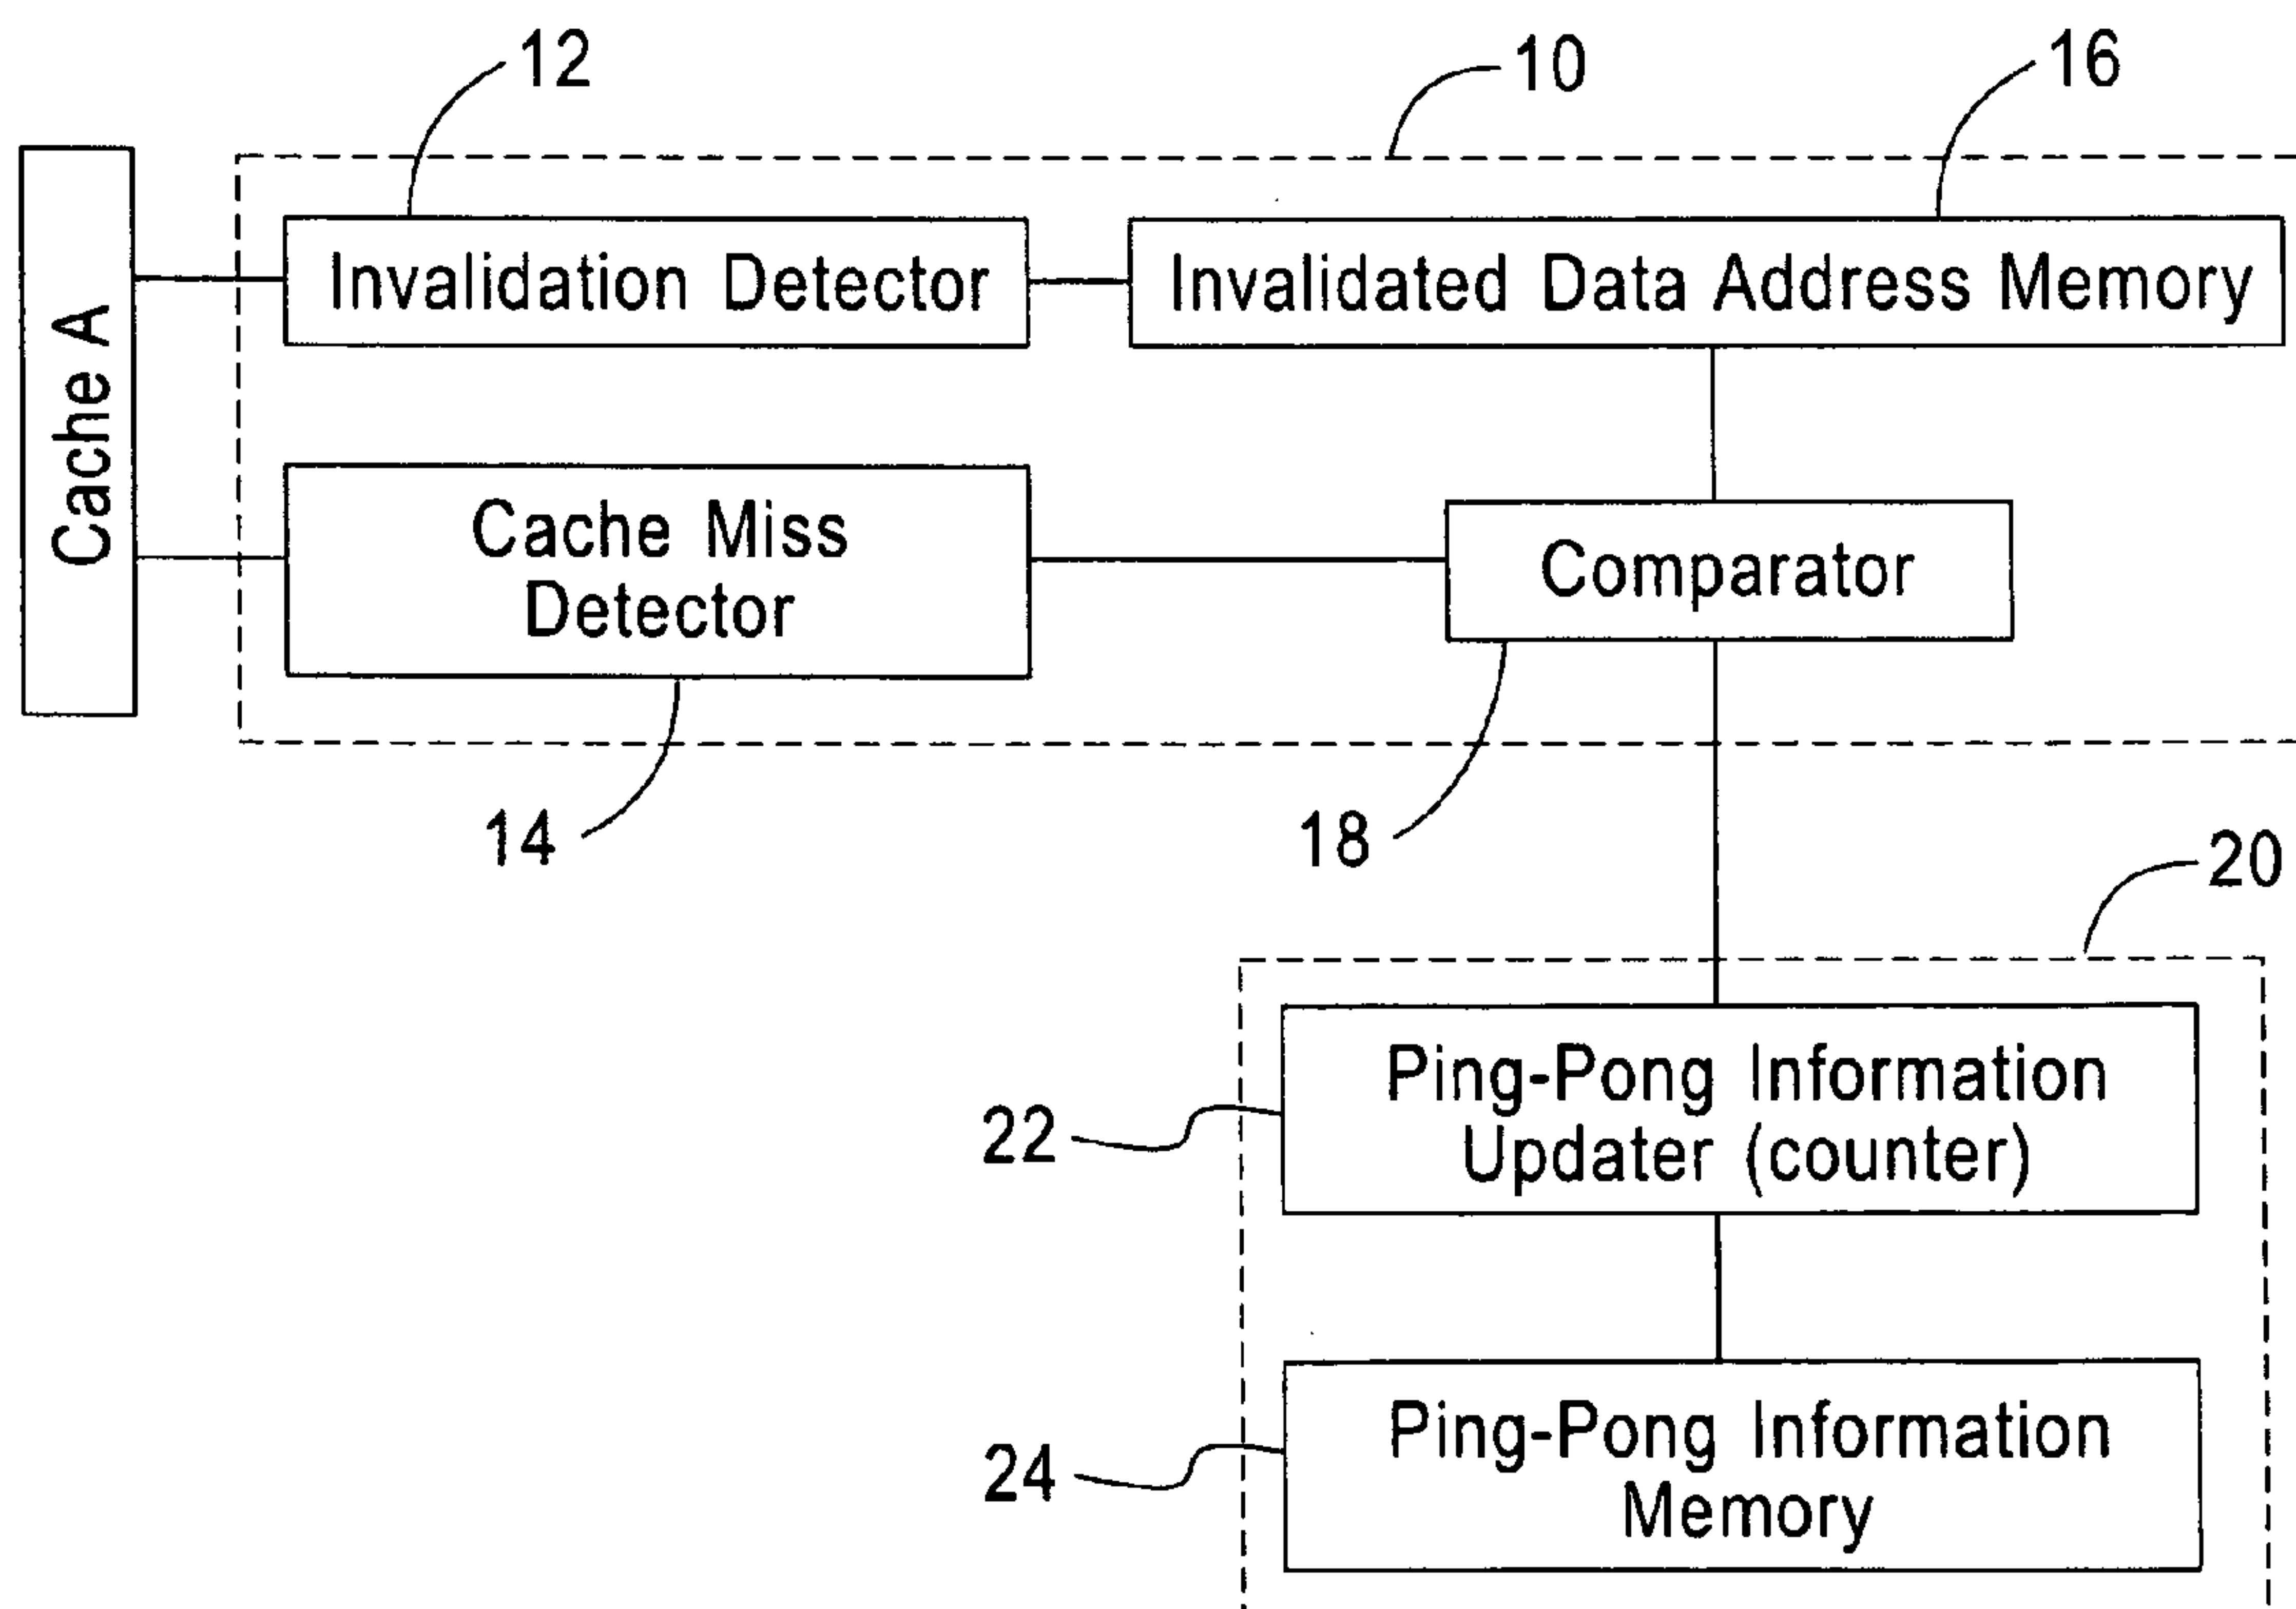 12
10
16
Cache A
Invalidation Detector
Invalidated Data Address Memory
Cache Miss
Detector
Comparator
14
18
20
22
Ping-Pong Information
Updater (counter)
24
Ping-Pong Information
Memory